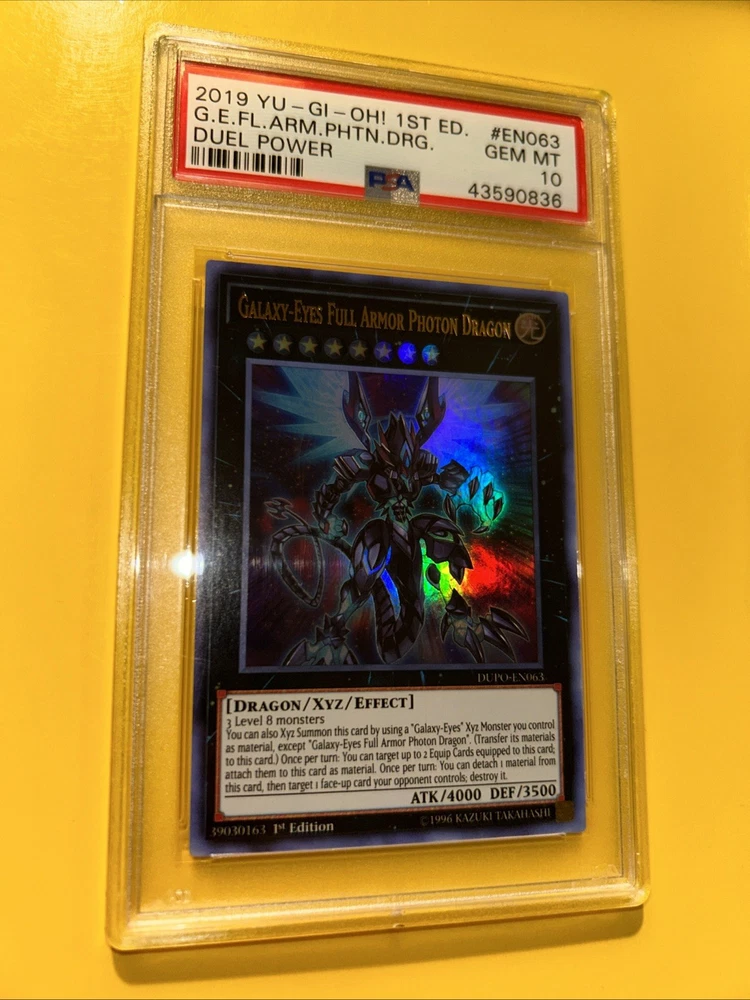 2019 YU-GI-OH! 1ST ED. #EN063
G.E.FL.ARM.PHTN.DRG. GEM MT
DUEL POWER 10
PSA 43590836
GALAXY-EYES FULL ARMOR PHOTON DRAGON 光
DUPO-EN063
[DRAGON/XYZ/EFFECT]
3 Level 8 monsters
You can also Xyz Summon this card by using a "Galaxy-Eyes" Xyz Monster you control
as material, except "Galaxy-Eyes Full Armor Photon Dragon". (Transfer its materials
to this card.) Once per turn: You can target up to 2 Equip Cards equipped to this card;
attach them to this card as material. Once per turn: You can detach 1 material from
this card, then target 1 face-up card your opponent controls; destroy it.
ATK/4000 DEF/3500
39030163 1st Edition ©1996 KAZUKI TAKAHASHI